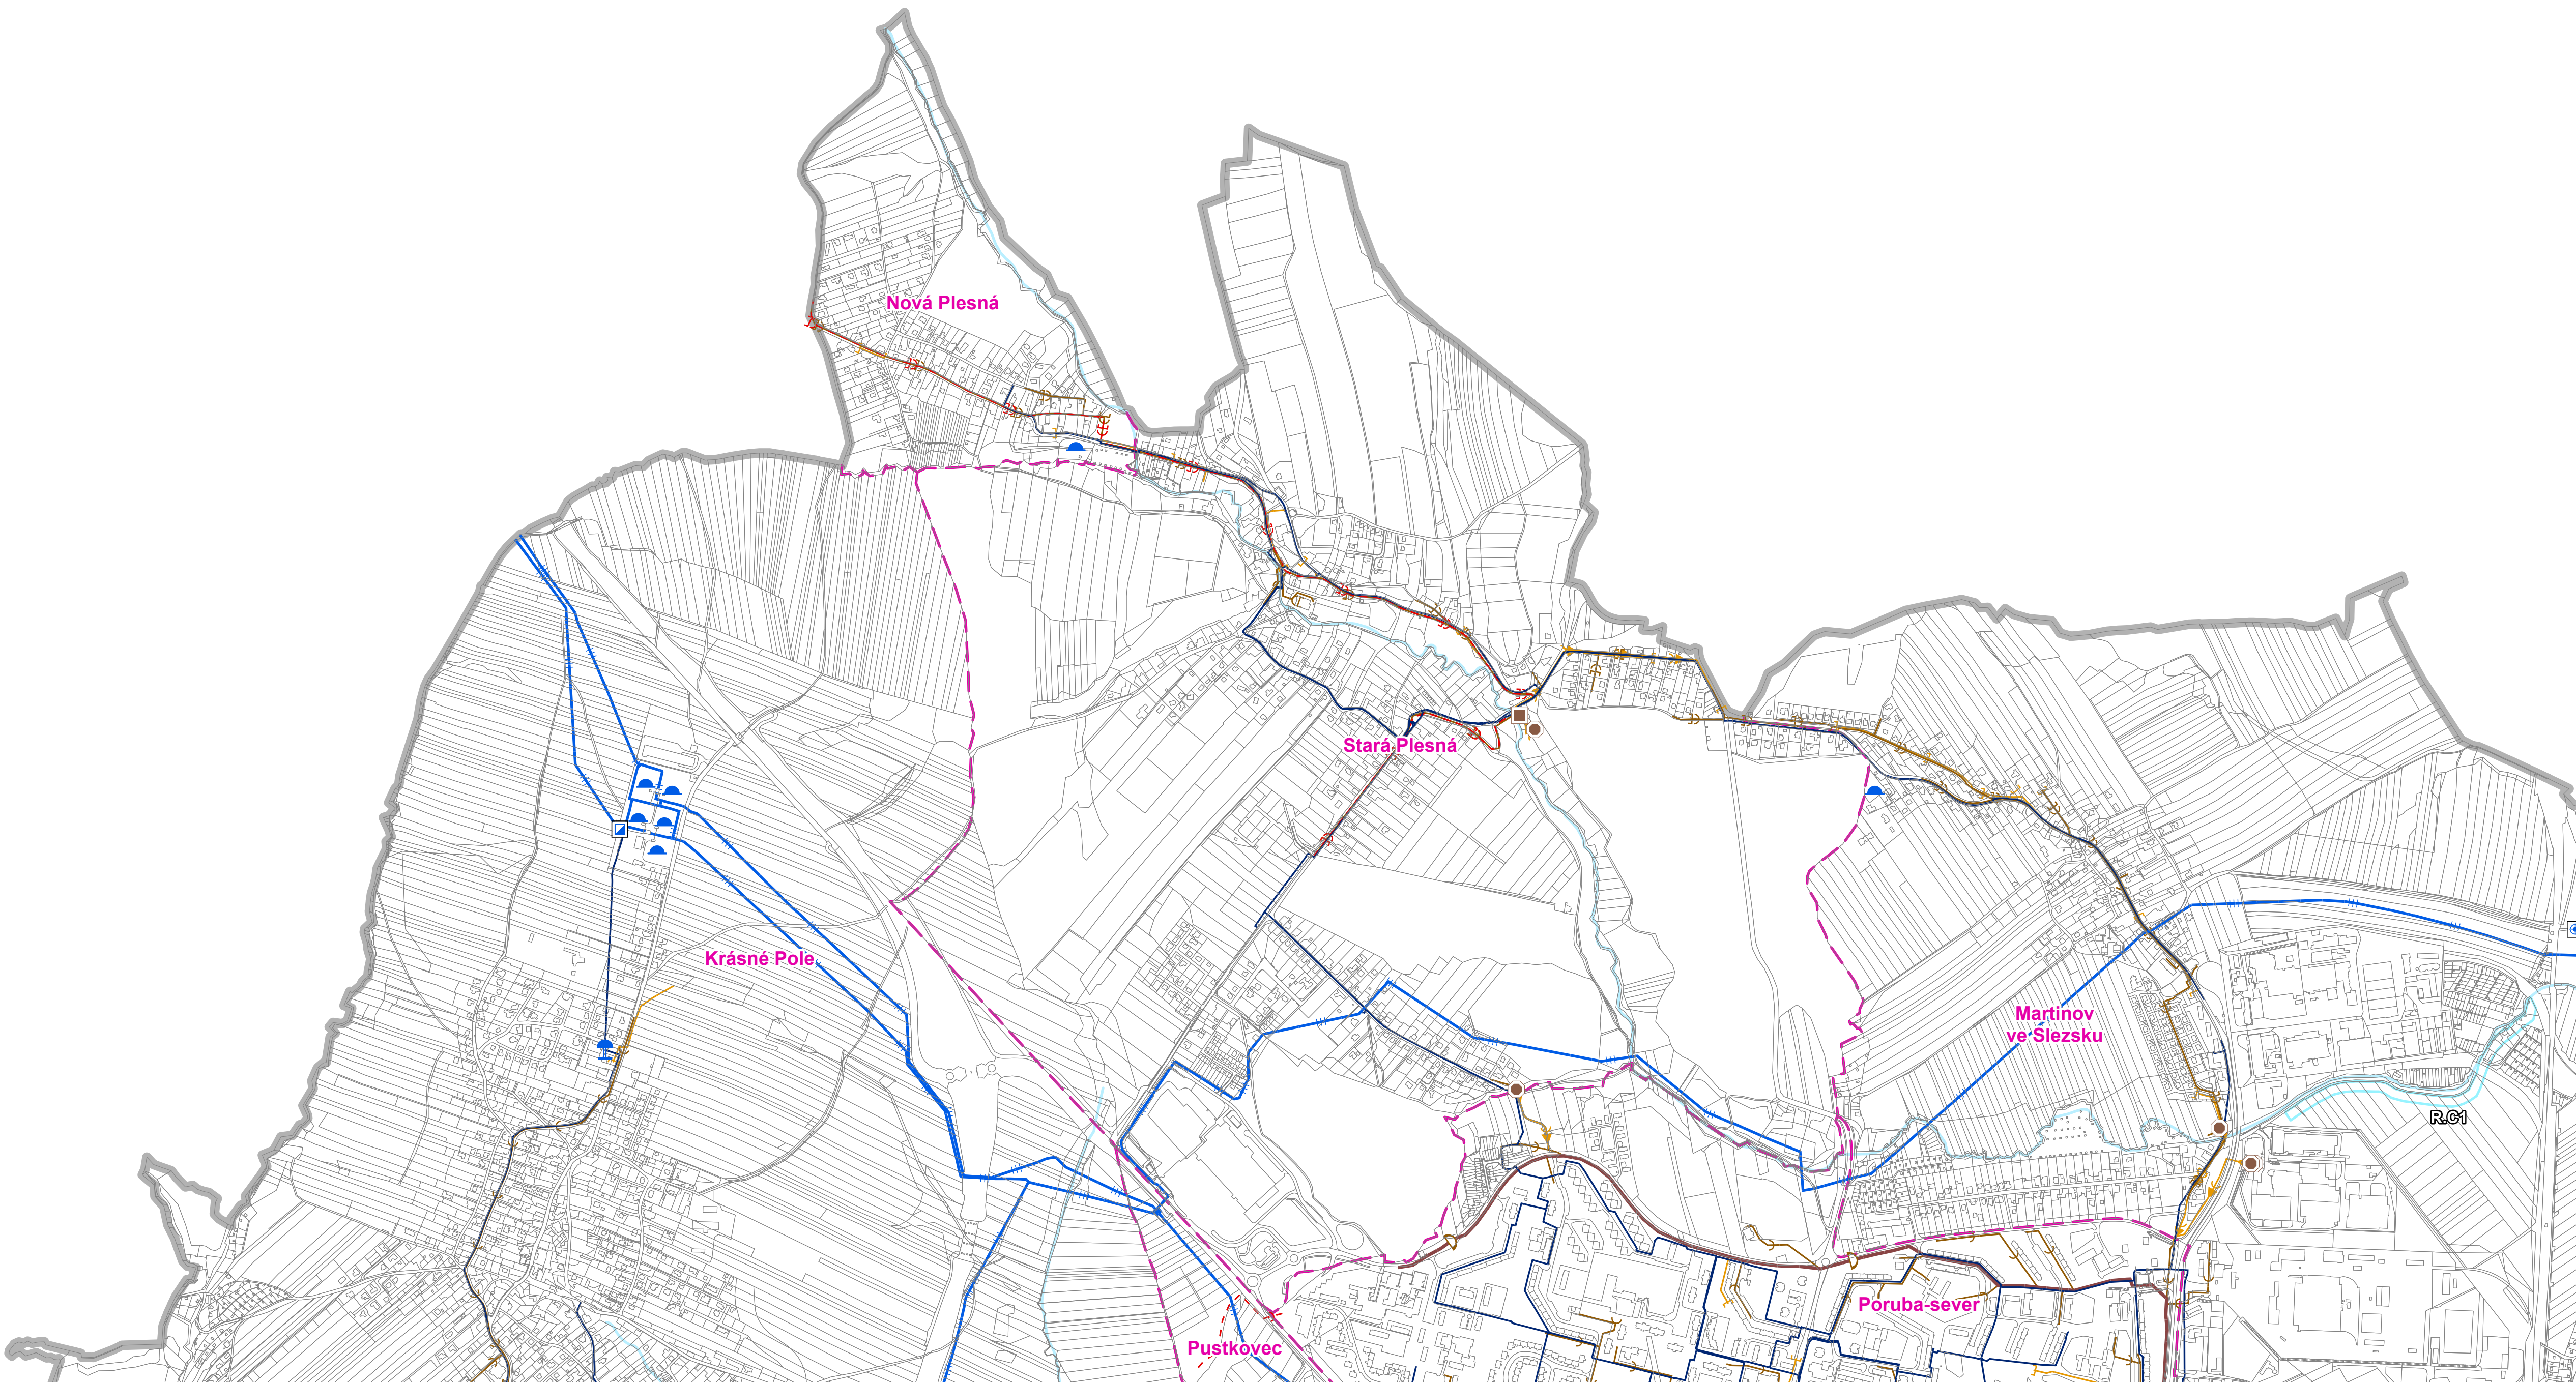 Nová Plesná
Stará Plesná
Krásné Pole
Martinov
ve Slezsku
R.C1
Poruba-sever
Pustkovec